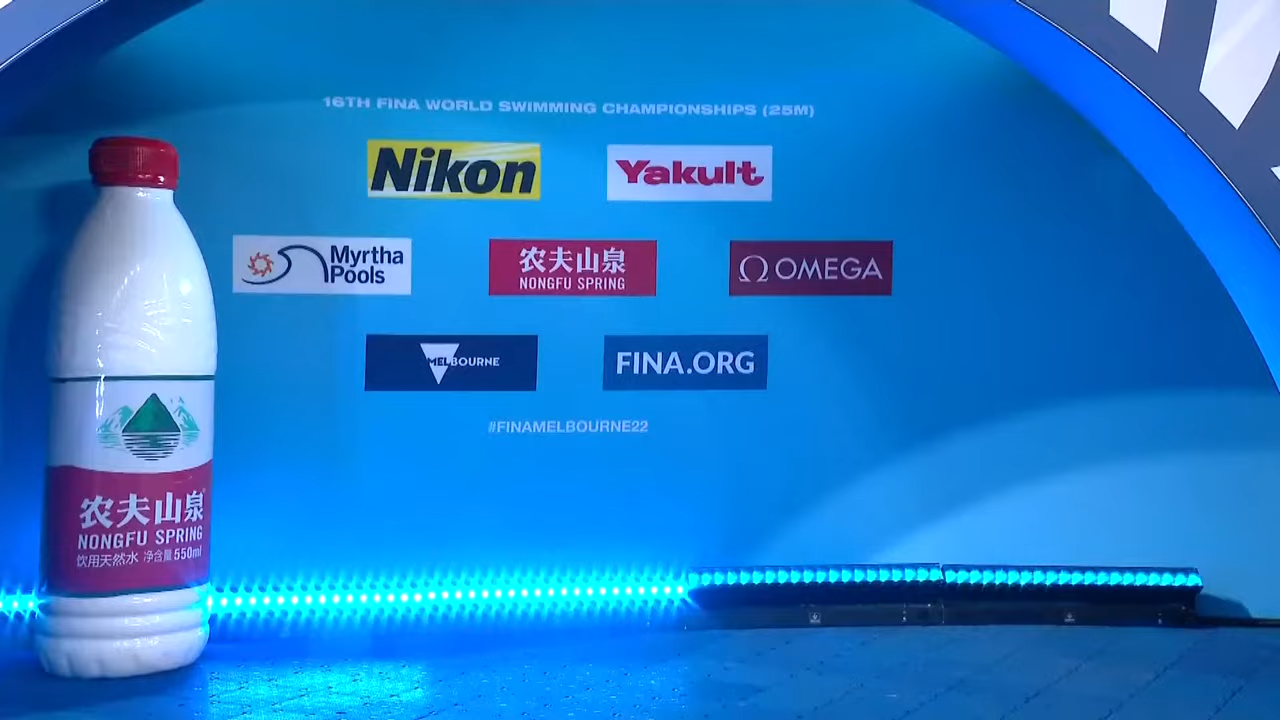 16TH FINA WORLD SWIMMING CHAMPIONSHIPS (25M)
Nikon
Yakult
Myrtha
Pools
农夫山泉
NONGFU SPRING
Ω OMEGA
MELBOURNE
FINA.ORG
#FINAMELBOURNE22
农夫山泉
NONGFU SPRING
饮用天然水 净含量550ml